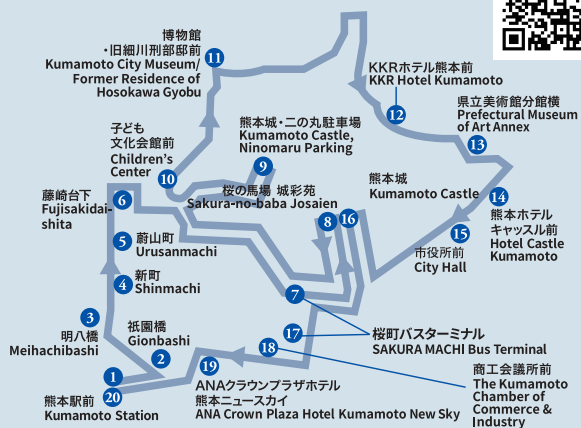 博物館
・旧細川刑部邸前
Kumamoto City Museum/
Former Residence of
Hosokawa Gyobu
11
KKRホテル熊本前
KKR Hotel Kumamoto
12
県立美術館分館横
Prefectural Museum
of Art Annex
13
熊本城・二の丸駐車場
Kumamoto Castle,
Ninomaru Parking
9
子ども
文化会館前
Children's
Center
10
桜の馬場 城彩苑
Sakura-no-baba Josaien
8
16
熊本城
Kumamoto Castle
14
熊本ホテル
キャッスル前
Hotel Castle
Kumamoto
15
市役所前
City Hall
藤崎台下
Fujisakidai-
shita
6
5
蔚山町
Urusanmachi
4
新町
Shinmachi
3
明八橋
Meihachibashi
祇園橋
Gionbashi
2
7
17
桜町バスターミナル
SAKURA MACHI Bus Terminal
18
商工会議所前
The Kumamoto
Chamber of
Commerce &
Industry
19
ANAクラウンプラザホテル
熊本ニュースカイ
ANA Crown Plaza Hotel Kumamoto New Sky
1
20
熊本駅前
Kumamoto Station